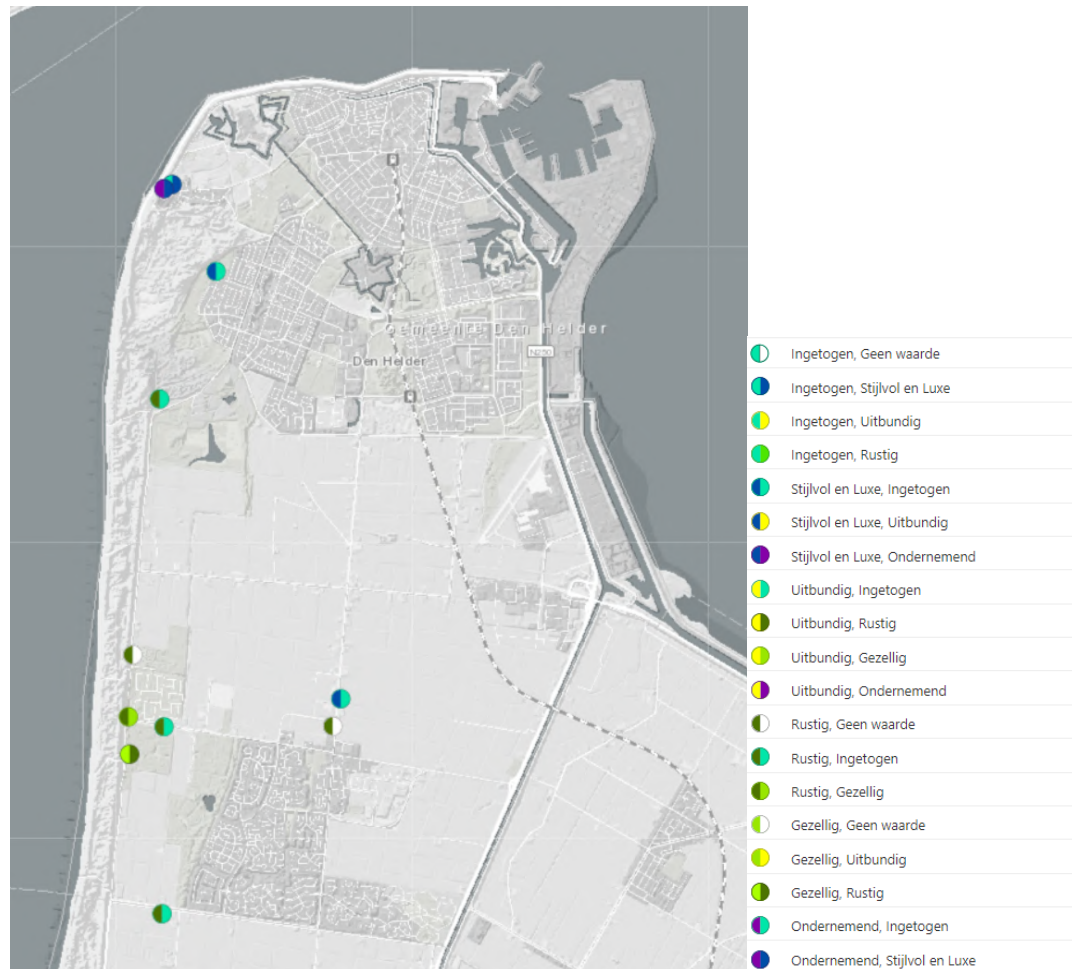 Gemeente Den Helder
Den Helder
N250
Ingetogen, Geen waarde
Ingetogen, Stijlvol en Luxe
Ingetogen, Uitbundig
Ingetogen, Rustig
Stijlvol en Luxe, Ingetogen
Stijlvol en Luxe, Uitbundig
Stijlvol en Luxe, Ondernemend
Uitbundig, Ingetogen
Uitbundig, Rustig
Uitbundig, Gezellig
Uitbundig, Ondernemend
Rustig, Geen waarde
Rustig, Ingetogen
Rustig, Gezellig
Gezellig, Geen waarde
Gezellig, Uitbundig
Gezellig, Rustig
Ondernemend, Ingetogen
Ondernemend, Stijlvol en Luxe